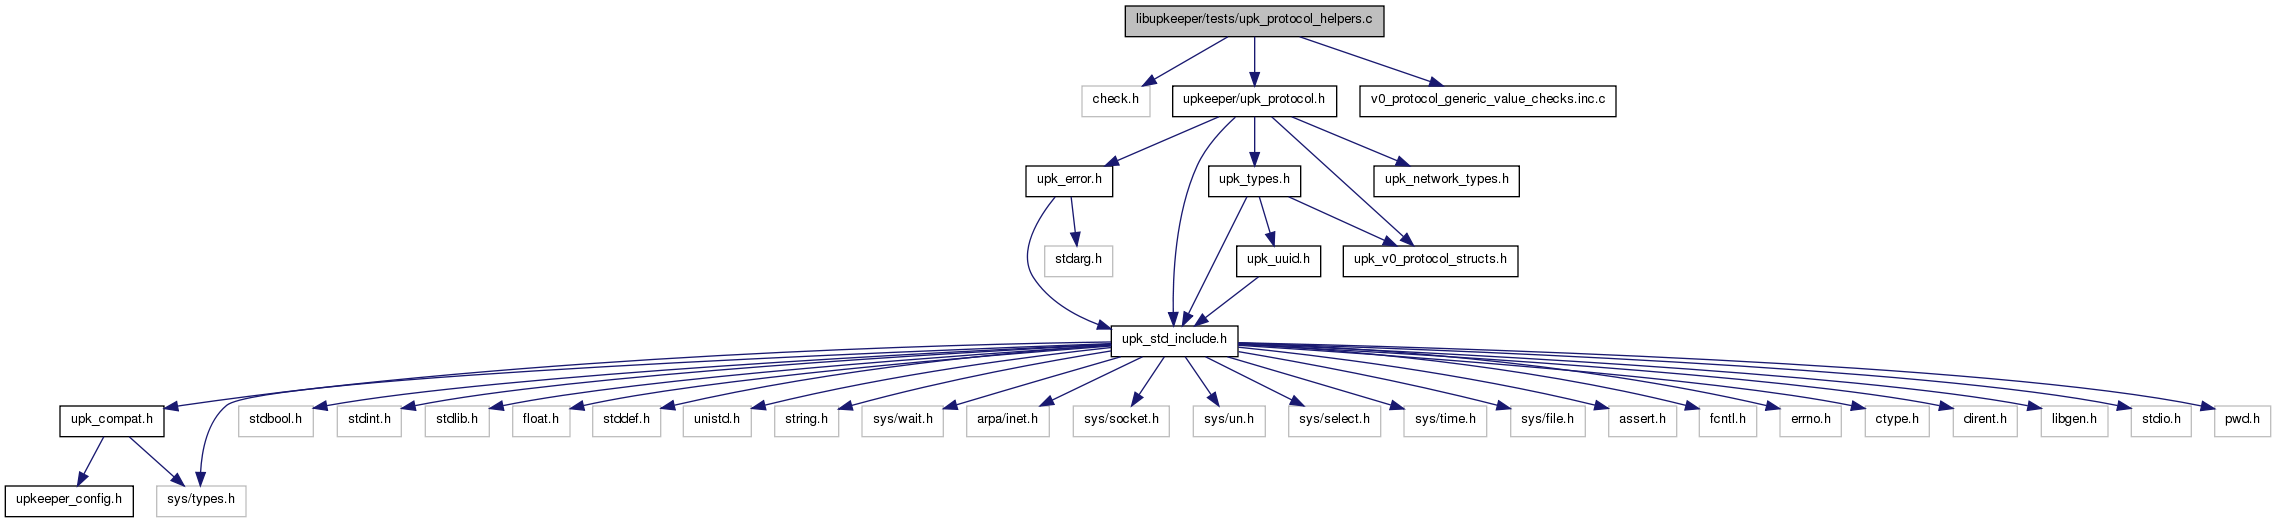 libupkeeper/tests/upk_protocol_helpers.c
check.h
upkeeper/upk_protocol.h
v0_protocol_generic_value_checks.inc.c
upk_error.h
upk_types.h
upk_network_types.h
stdarg.h
upk_uuid.h
upk_v0_protocol_structs.h
upk_std_include.h
upk_compat.h
stdbool.h
stdint.h
stdlib.h
float.h
stddef.h
unistd.h
string.h
sys/wait.h
arpa/inet.h
sys/socket.h
sys/un.h
sys/select.h
sys/time.h
sys/file.h
assert.h
fcntl.h
errno.h
ctype.h
dirent.h
libgen.h
stdio.h
pwd.h
upkeeper_config.h
sys/types.h